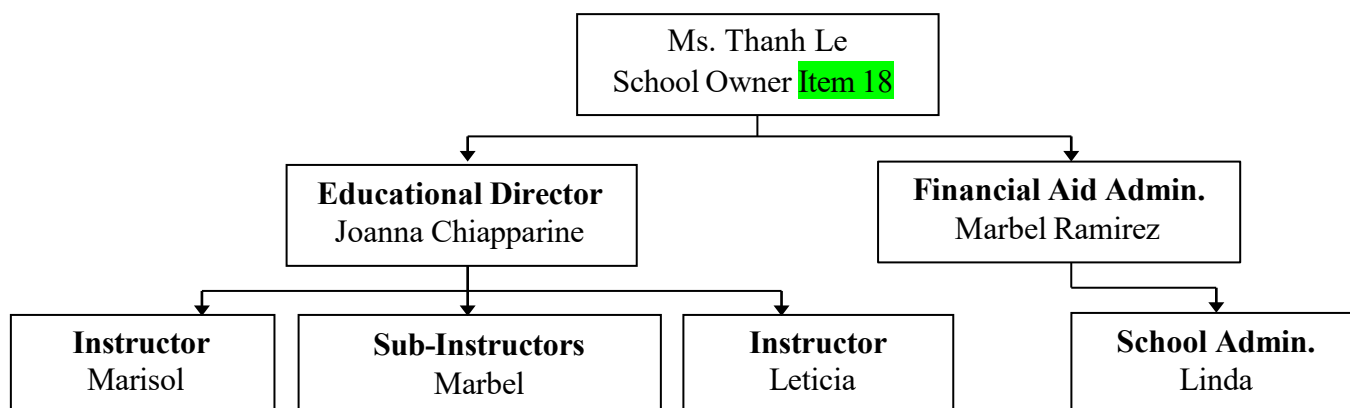 Ms. Thanh Le
School Owner Item 18
Educational Director
Joanna Chiapparine
Financial Aid Admin.
Marbel Ramirez
Instructor
Marisol
Sub-Instructors
Marbel
Instructor
Leticia
School Admin.
Linda